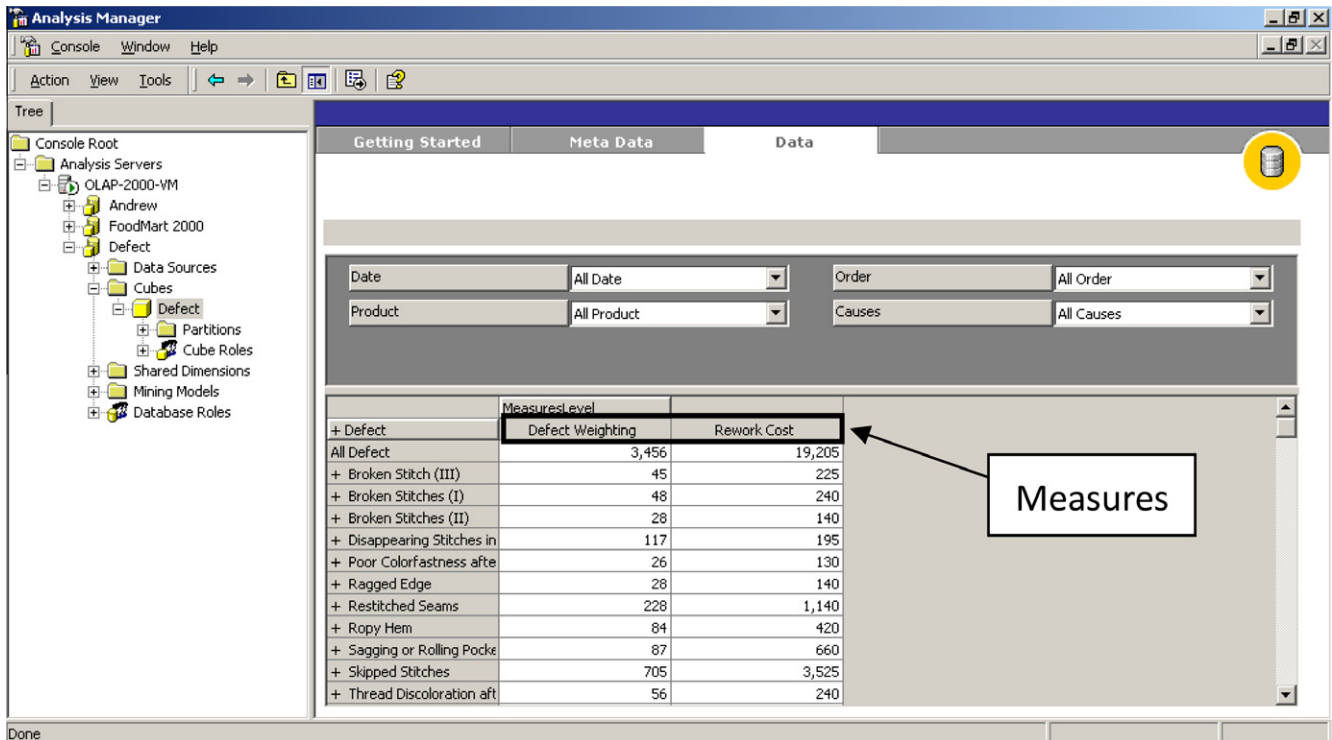 Analysis Manager
Console Window Help
Action View Tools
Tree
Console Root
Analysis Servers
OLAP-2000-VM
Andrew
FoodMart 2000
Defect
Data Sources
Cubes
Defect
Partitions
Cube Roles
Shared Dimensions
Mining Models
Database Roles
Getting Started Meta Data Data
Date All Date Order All Order
Product All Product Causes All Causes
MeasuresLevel
+ Defect Defect Weighting Rework Cost
All Defect 3,456 19,205
+ Broken Stitch (III) 45 225
+ Broken Stitches (I) 48 240
+ Broken Stitches (II) 28 140
+ Disappearing Stitches in 117 195
+ Poor Colorfastness afte 26 130
+ Ragged Edge 28 140
+ Restitched Seams 228 1,140
+ Ropy Hem 84 420
+ Sagging or Rolling Pocke 87 660
+ Skipped Stitches 705 3,525
+ Thread Discoloration aft 56 240
Measures
Done